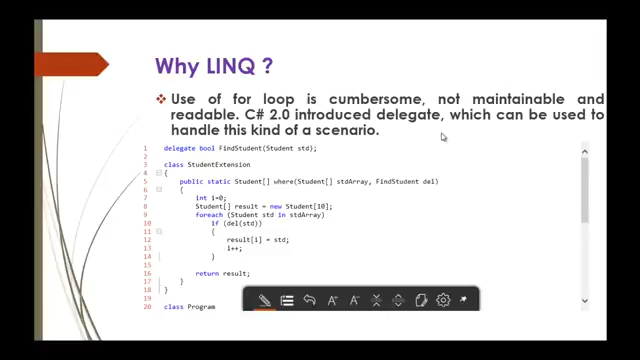 Why LINQ ?
Use of for loop is cumbersome, not maintainable and
readable. C# 2.0 introduced delegate, which can be used to
handle this kind of a scenario.
1 delegate bool FindStudent(Student std);
2
3 class StudentExtension
4 {
5 public static Student[] where(Student[] stdArray, FindStudent del)
6 {
7 int i=0;
8 Student[] result = new Student[10];
9 foreach (Student std in stdArray)
10 if (del(std))
11 {
12 result[i] = std;
13 i++;
14 }
15
16 return result;
17 }
18 }
19
20 class Program